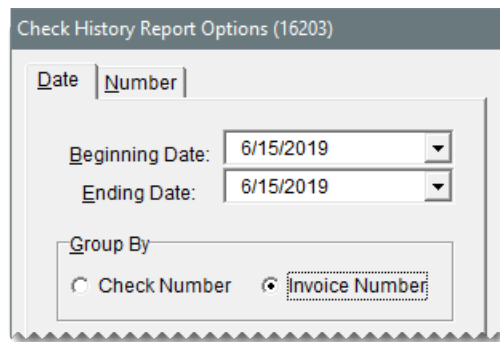 Check History Report Options (16203)
Date Number
Beginning Date: 6/15/2019
Ending Date: 6/15/2019
Group By
Check Number Invoice Number